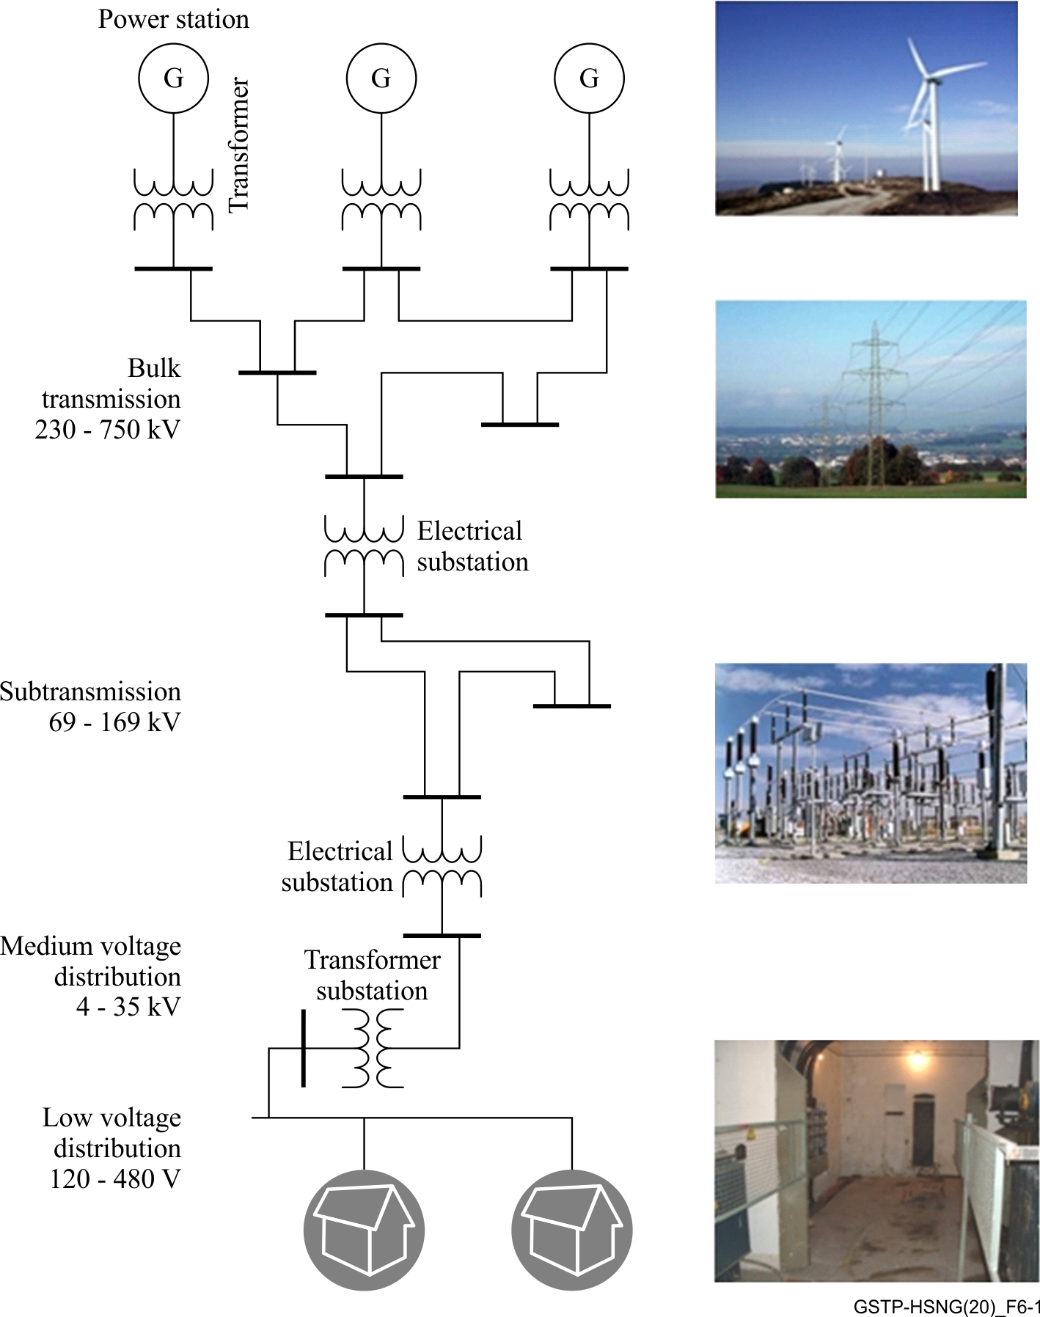 Power station
G
G
G
Transformer
Bulk
transmission
230 - 750 kV
Electrical
substation
Subtransmission
69 - 169 kV
Electrical
substation
Medium voltage
distribution
4 - 35 kV
Transformer
substation
Low voltage
distribution
120 - 480 V
GSTP-HSNG(20)_F6-1